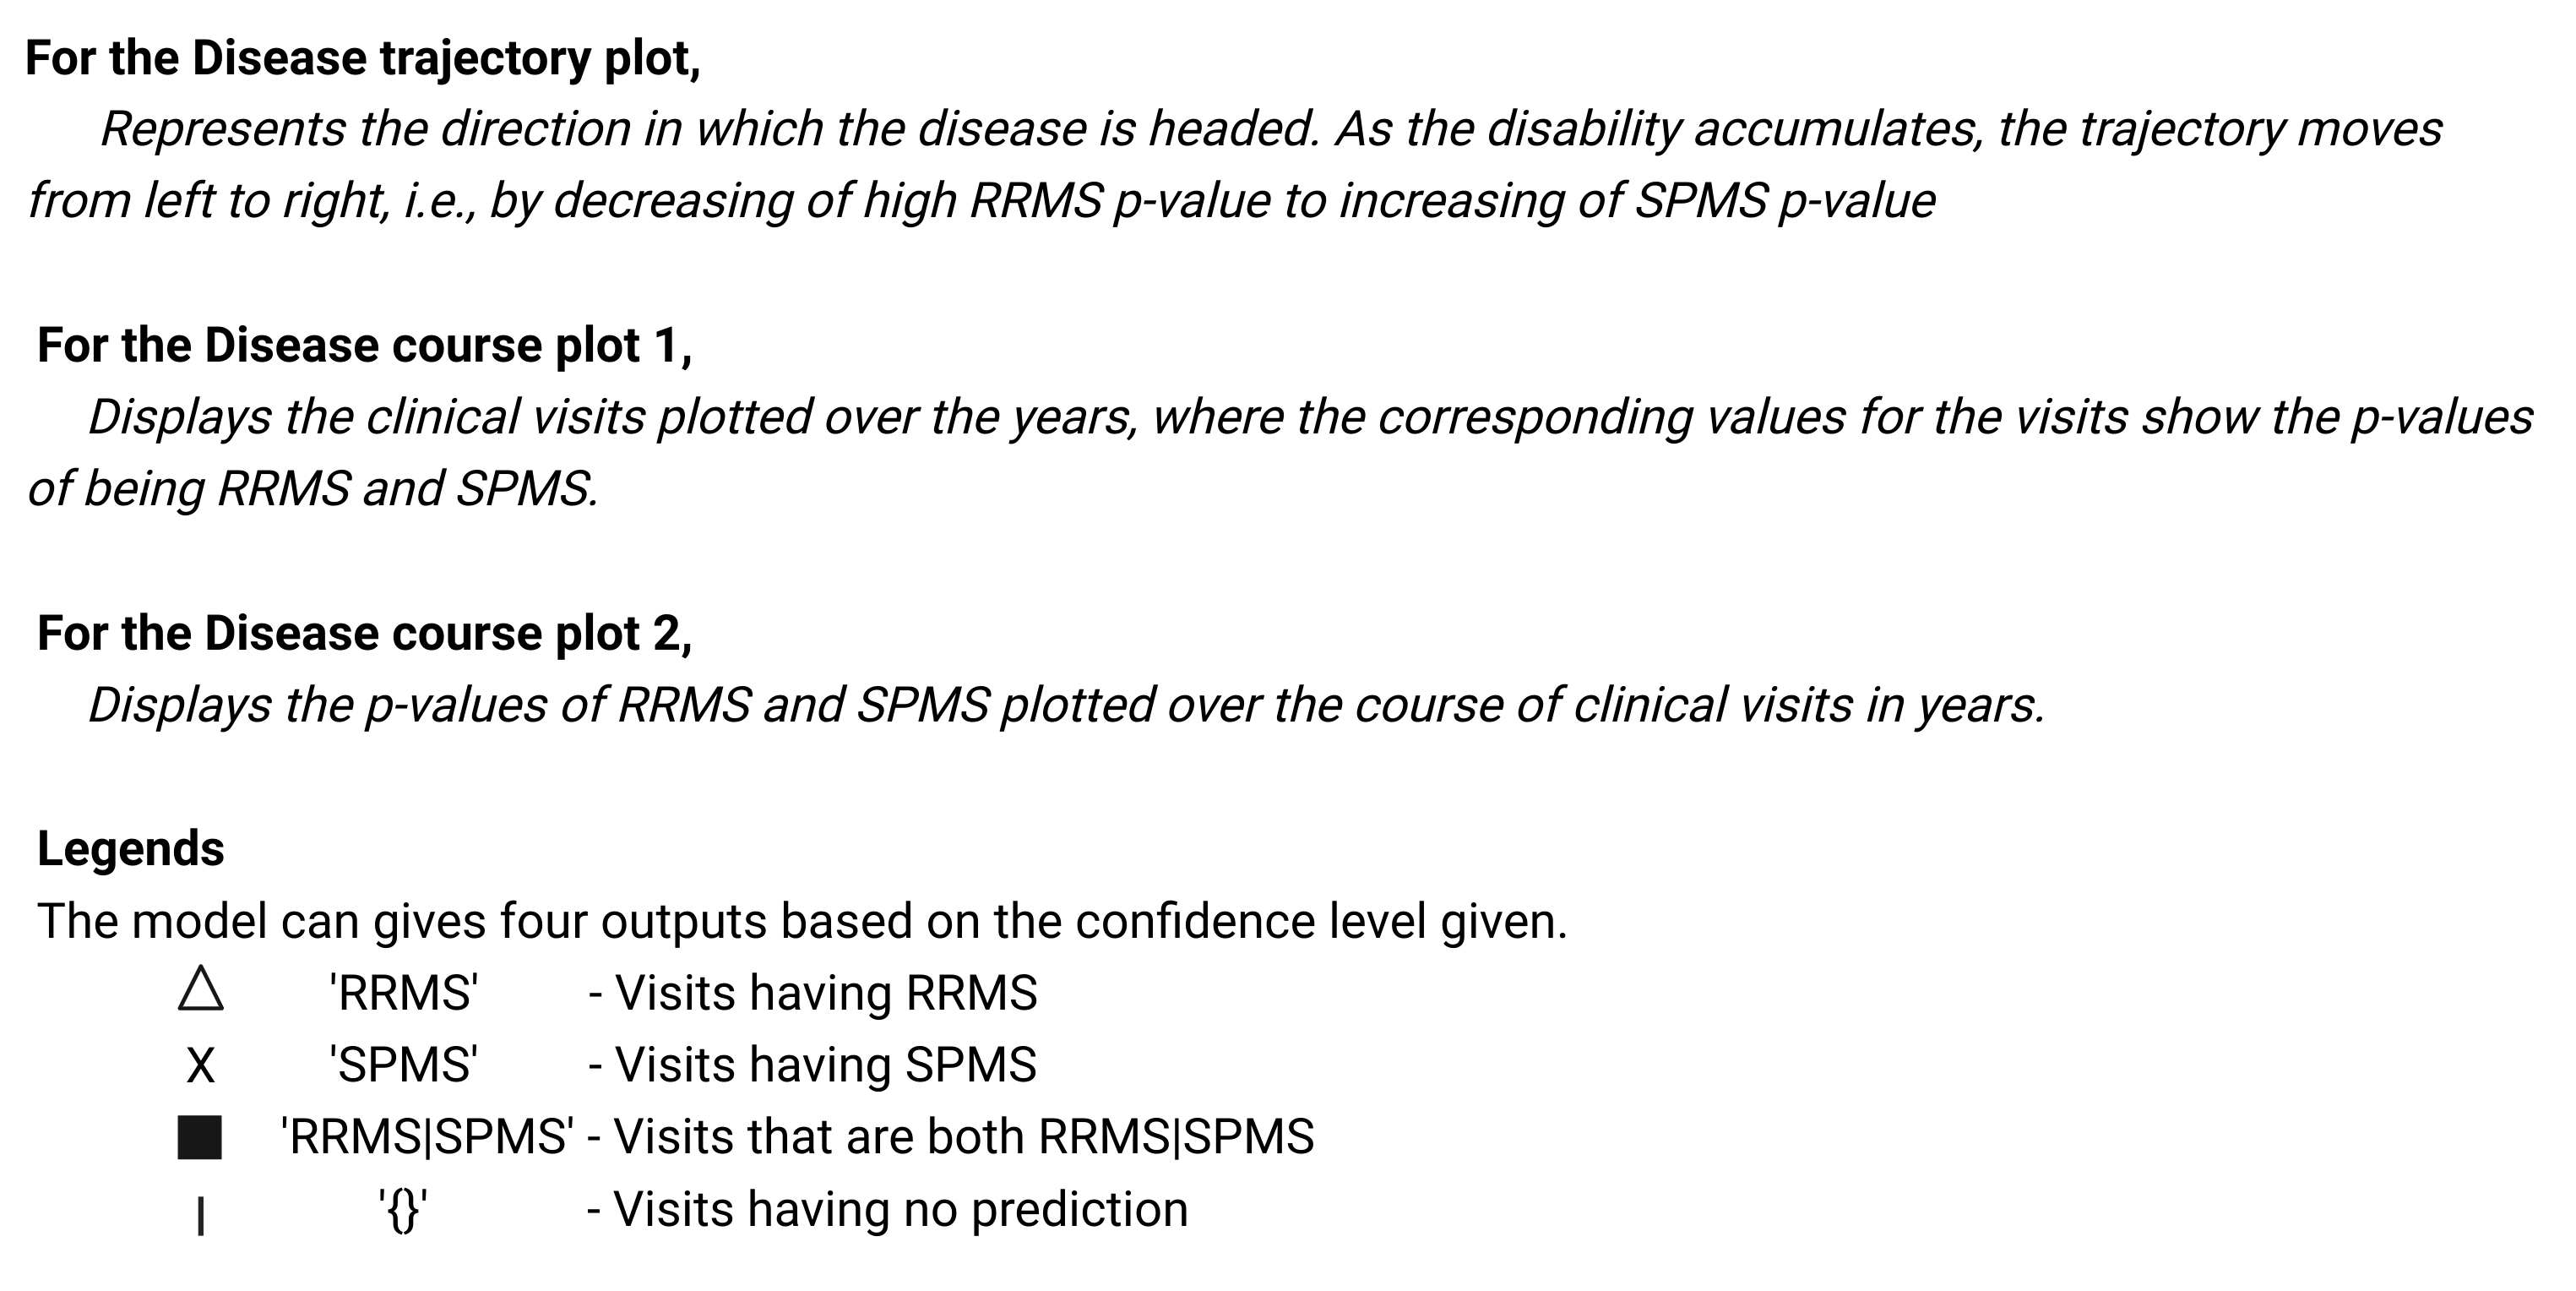 For the Disease trajectory plot,
Represents the direction in which the disease is headed. As the disability accumulates, the trajectory moves
from left to right, i.e., by decreasing of high RRMS p-value to increasing of SPMS p-value
For the Disease course plot 1,
Displays the clinical visits plotted over the years, where the corresponding values for the visits show the p-values
of being RRMS and SPMS.
For the Disease course plot 2,
Displays the p-values of RRMS and SPMS plotted over the course of clinical visits in years.
Legends
The model can gives four outputs based on the confidence level given.
△ 'RRMS' - Visits having RRMS
X 'SPMS' - Visits having SPMS
■ 'RRMS|SPMS' - Visits that are both RRMS|SPMS
| '{}' - Visits having no prediction